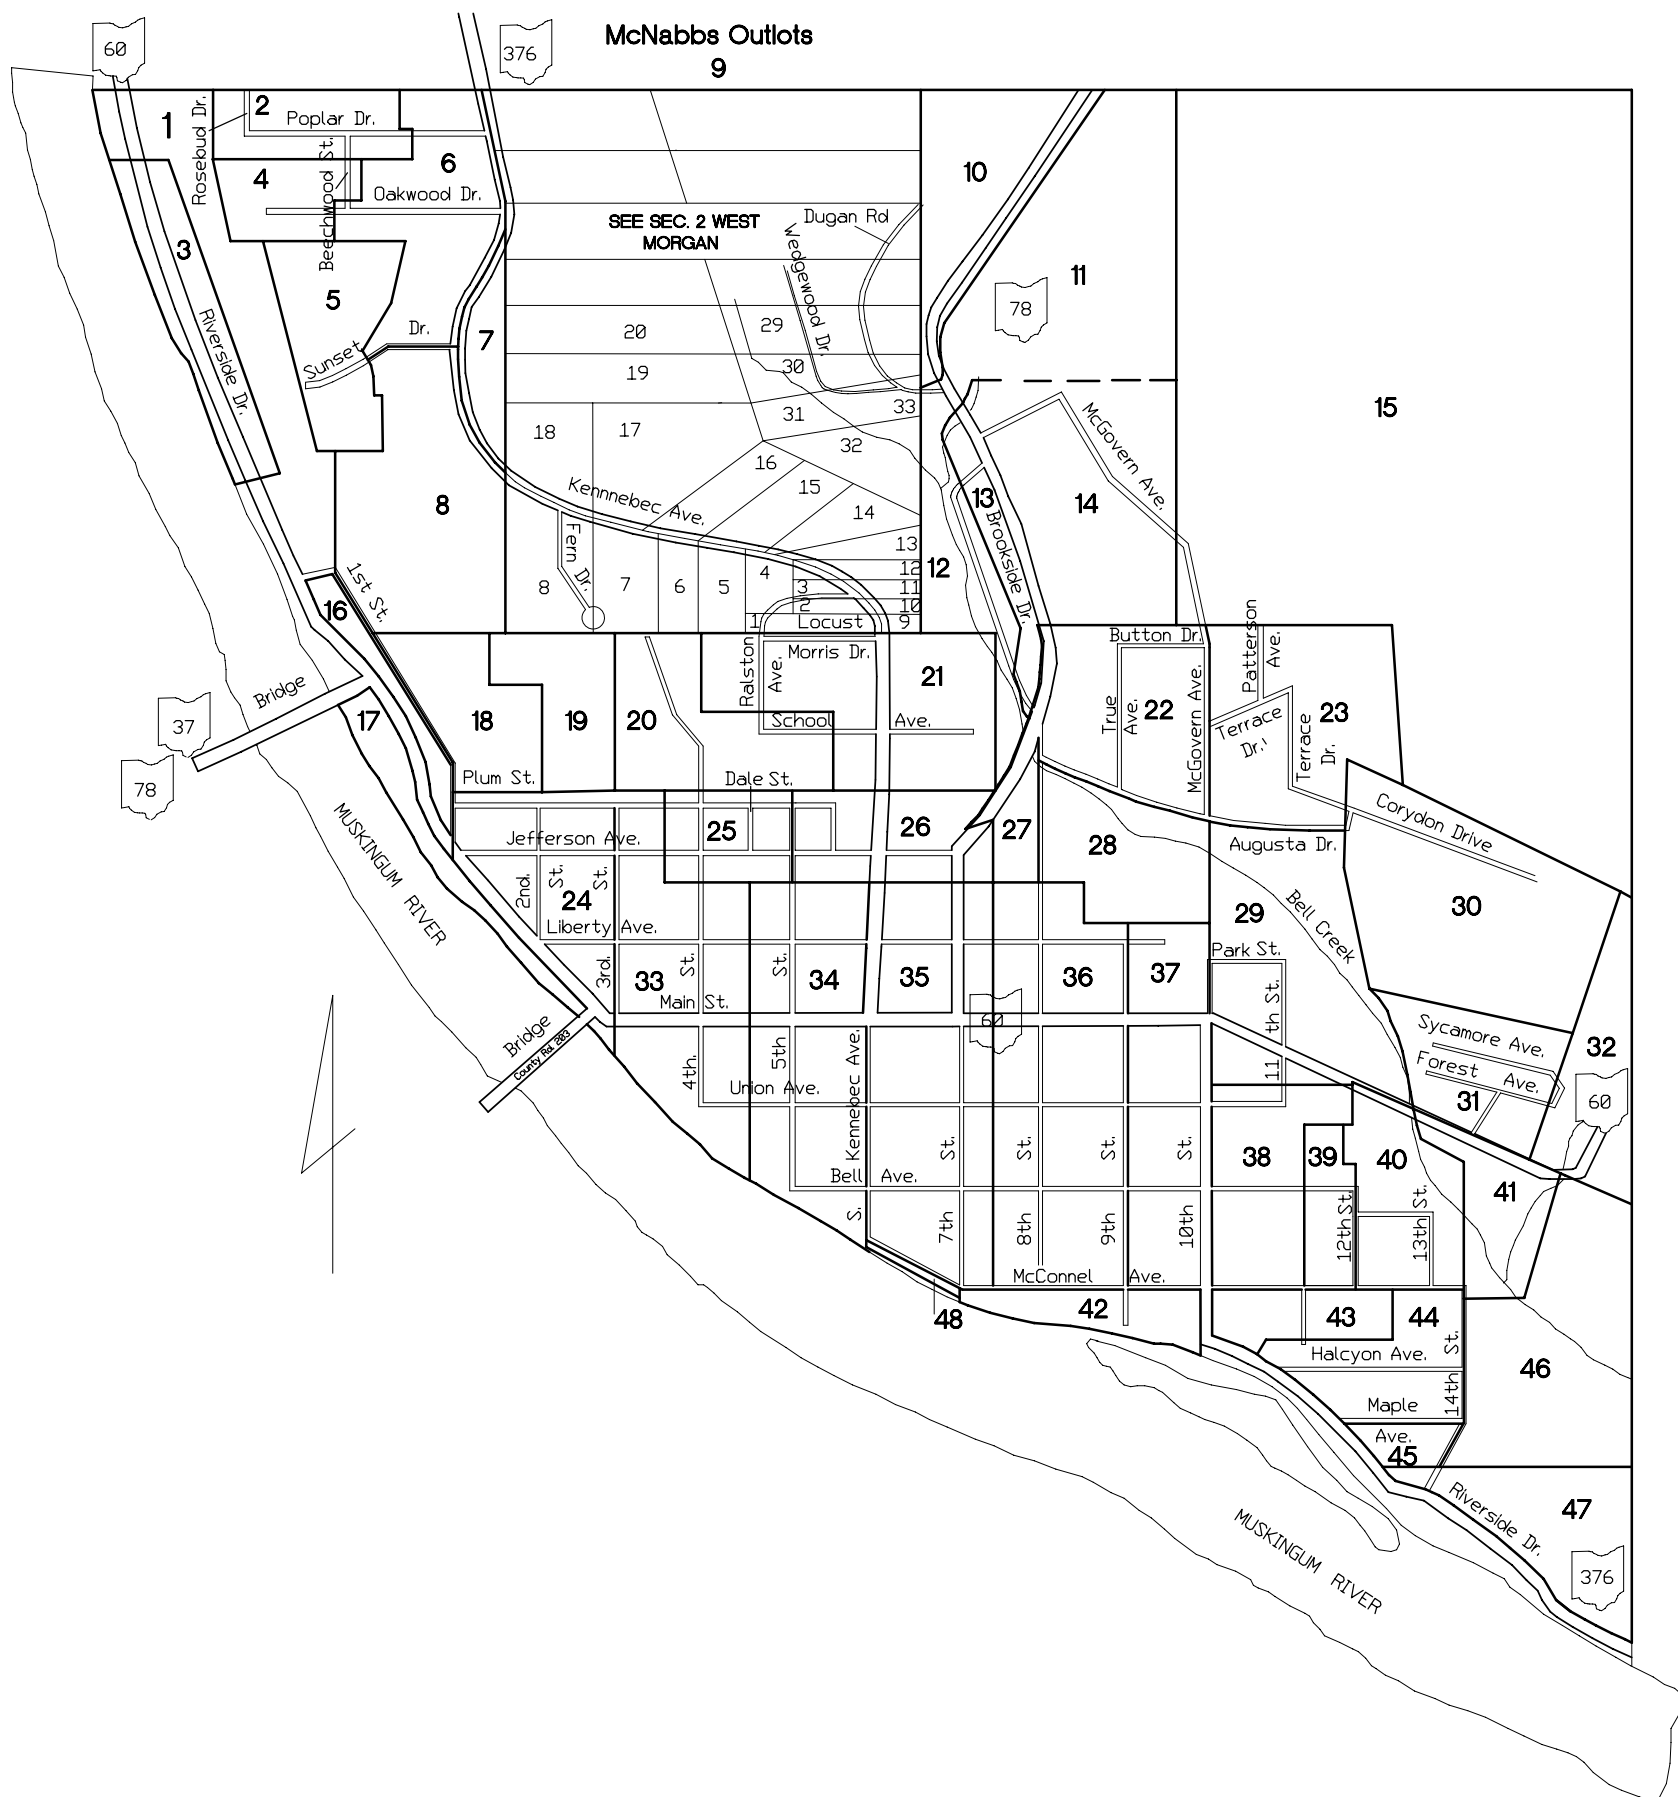 McNabbs Outlots
9
60
376
1
2
Rosebud Dr.
Poplar Dr.
Beechwood St.
4
6
Oakwood Dr.
10
SEE SEC. 2 WEST
MORGAN
Dugan Rd
Wedgewood Dr.
3
5
11
78
Riverside Dr.
Sunset Dr.
7
20
29
19
30
31
33
15
18
17
32
McGovern Ave.
16
15
8
Kennnebec Ave.
14
13
14
Brookside Dr.
13
12
Fern Dr.
8
7
6
5
4
3
2
1
12
11
10
9
Locust
1st St.
16
Morris Dr.
Ralston Ave.
21
Button Dr.
Patterson Ave.
Bridge
37
78
17
18
19
20
School Ave.
True Ave.
22
McGovern Ave.
Terrace Dr.
Terrace Dr.
23
Plum St.
Dale St.
MUSKINGUM RIVER
Jefferson Ave.
25
26
27
28
Corydon Drive
Augusta Dr.
2nd. St.
24
3rd. St.
Liberty Ave.
29
Bell Creek
30
Park St.
33
St.
St.
34
35
36
37
Main St.
60
11 th St.
Bridge
County Rd. 203
4th.
5th
Union Ave.
S. Kennebec Ave.
Sycamore Ave.
Forest Ave.
32
31
60
7th St.
8th St.
9th St.
10th St.
38
39
40
Bell Ave.
41
12th St.
13th St.
McConnel Ave.
48
42
43
44
Halcyon Ave.
14th St.
46
Maple
Ave.
45
Riverside Dr.
47
MUSKINGUM RIVER
376